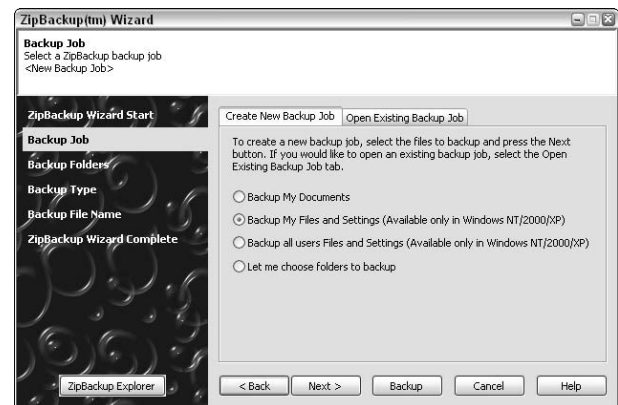 ZipBackup(tm) Wizard
Backup Job
Select a ZipBackup backup job
<New Backup Job>
ZipBackup Wizard Start
Backup Job
Backup Folders
Backup Type
Backup File Name
ZipBackup Wizard Complete
ZipBackup Explorer
Create New Backup Job
Open Existing Backup Job
To create a new backup job, select the files to backup and press the Next
button. If you would like to open an existing backup job, select the Open
Existing Backup Job tab.
Backup My Documents
Backup My Files and Settings (Available only in Windows NT/2000/XP)
Backup all users Files and Settings (Available only in Windows NT/2000/XP)
Let me choose folders to backup
< Back
Next >
Backup
Cancel
Help